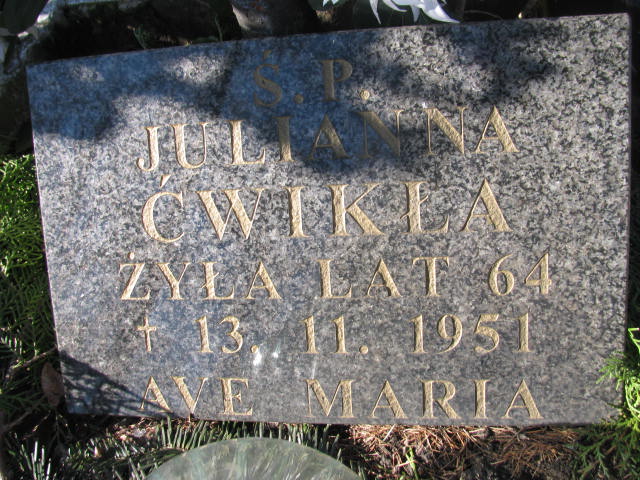 Ś. P.
JULIANNA
ĆWIKŁA
ŻYŁA LAT 64
✝ 13. 11. 1951
AVE MARIA